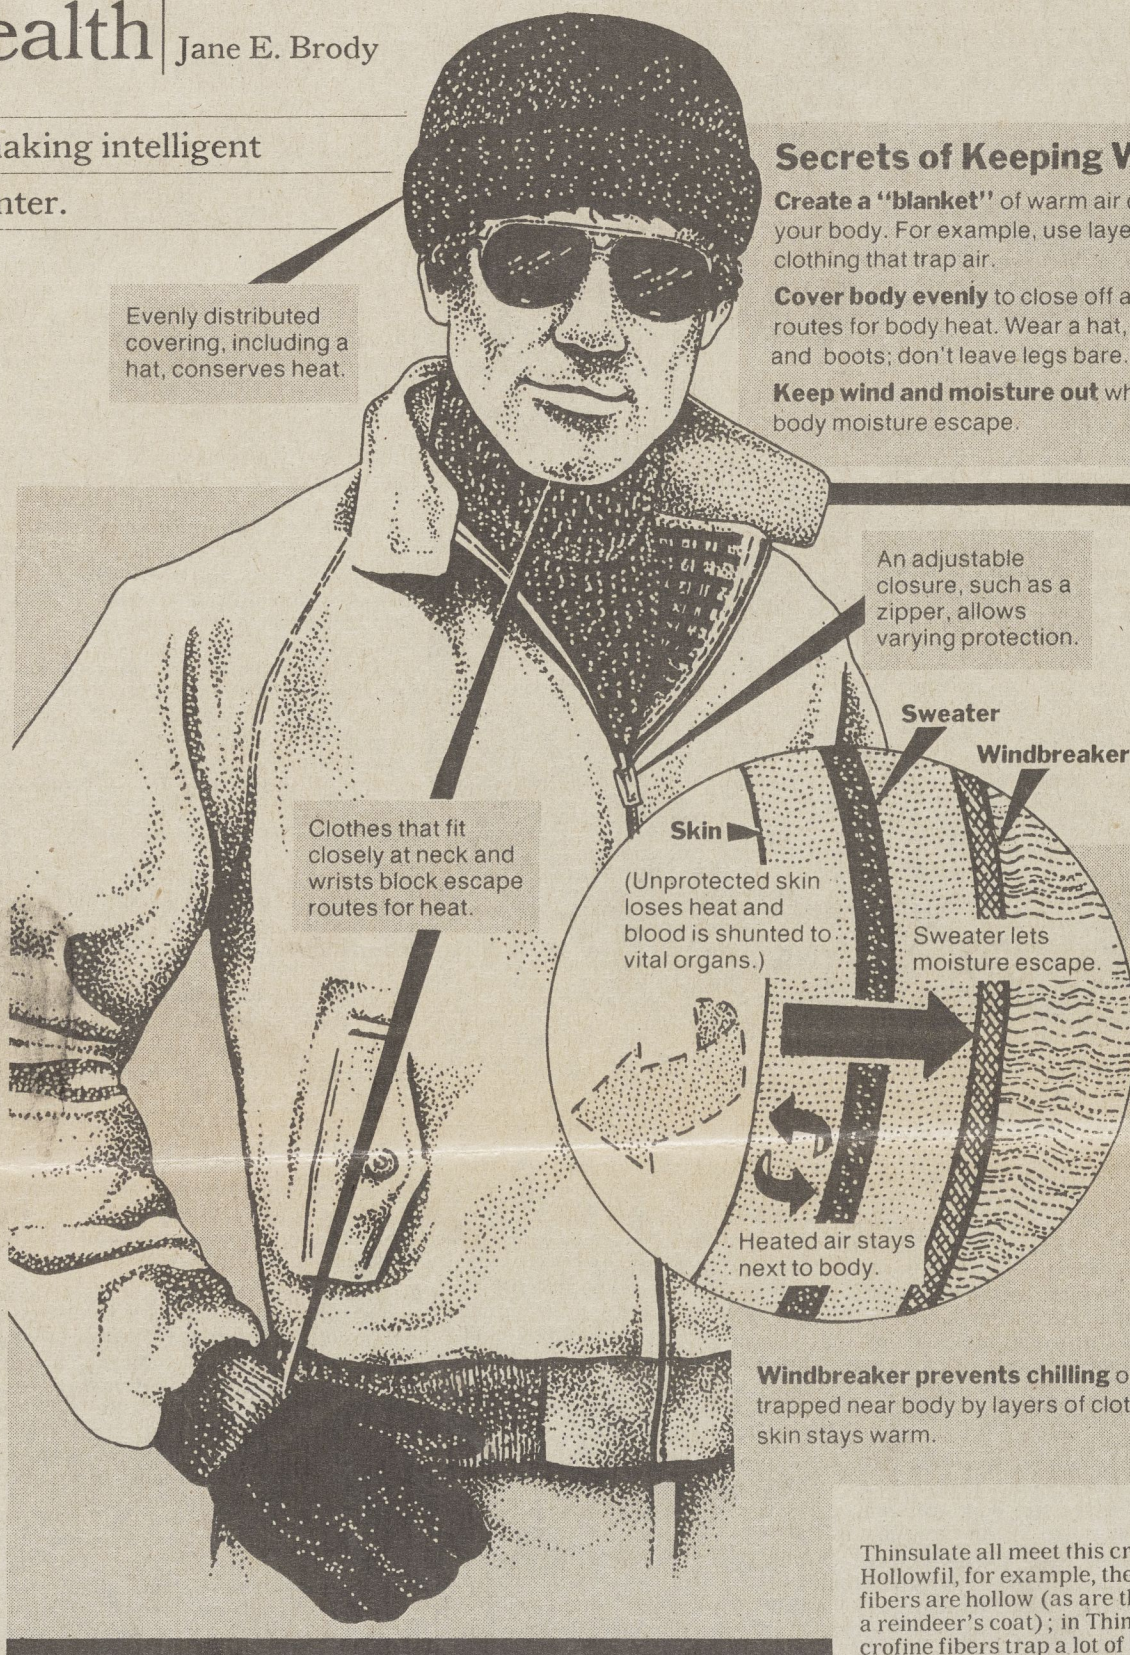 ealth
Jane E. Brody
aking intelligent
nter.
Secrets of Keeping
Create a “blanket” of warm air
your body. For example, use laye
clothing that trap air.
Cover body evenly to close off a
routes for body heat. Wear a hat,
and boots; don't leave legs bare.
Keep wind and moisture out wh
body moisture escape.
Evenly distributed
covering, including a
hat, conserves heat.
An adjustable
closure, such as a
zipper, allows
varying protection.
Sweater
Windbreaker
Skin
Clothes that fit
closely at neck and
wrists block escape
routes for heat.
(Unprotected skin
loses heat and
blood is shunted to
vital organs.)
Sweater lets
moisture escape.
Heated air stays
next to body.
Windbreaker prevents chilling o
trapped near body by layers of clot
skin stays warm.
Thinsulate all meet this cr
Hollowfil, for example, the
fibers are hollow (as are th
a reindeer's coat); in Thin
crofine fibers trap a lot of